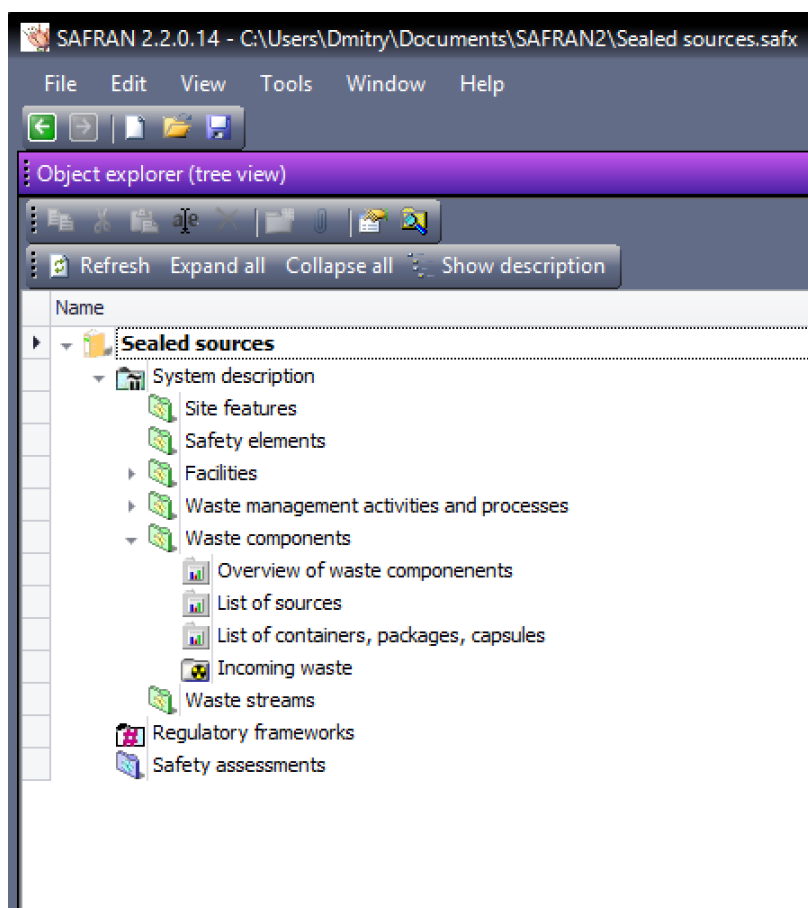 SAFRAN 2.2.0.14 - C:\Users\Dmitry\Documents\SAFRAN2\Sealed sources.safx
File Edit View Tools Window Help
Object explorer (tree view)
Refresh Expand all Collapse all Show description
Name
Sealed sources
System description
Site features
Safety elements
Facilities
Waste management activities and processes
Waste components
Overview of waste componenents
List of sources
List of containers, packages, capsules
Incoming waste
Waste streams
Regulatory frameworks
Safety assessments